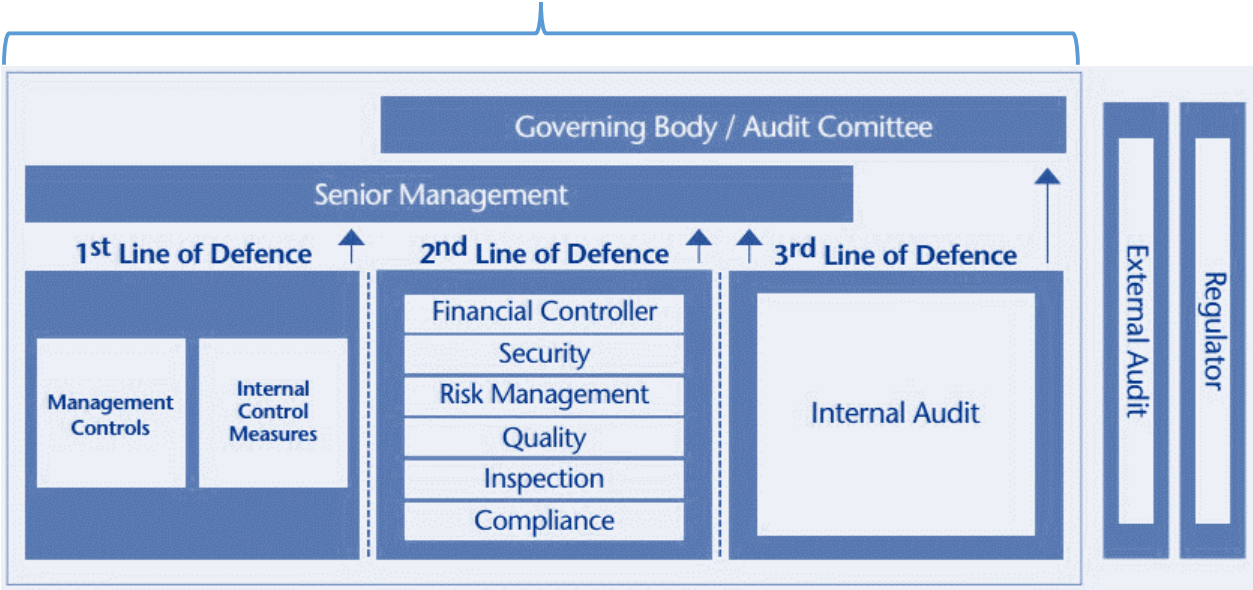 Governing Body / Audit Comittee
Senior Management
1st Line of Defence
2nd Line of Defence
3rd Line of Defence
Management
Controls
Internal
Control
Measures
Financial Controller
Security
Risk Management
Quality
Inspection
Compliance
Internal Audit
External Audit
Regulator